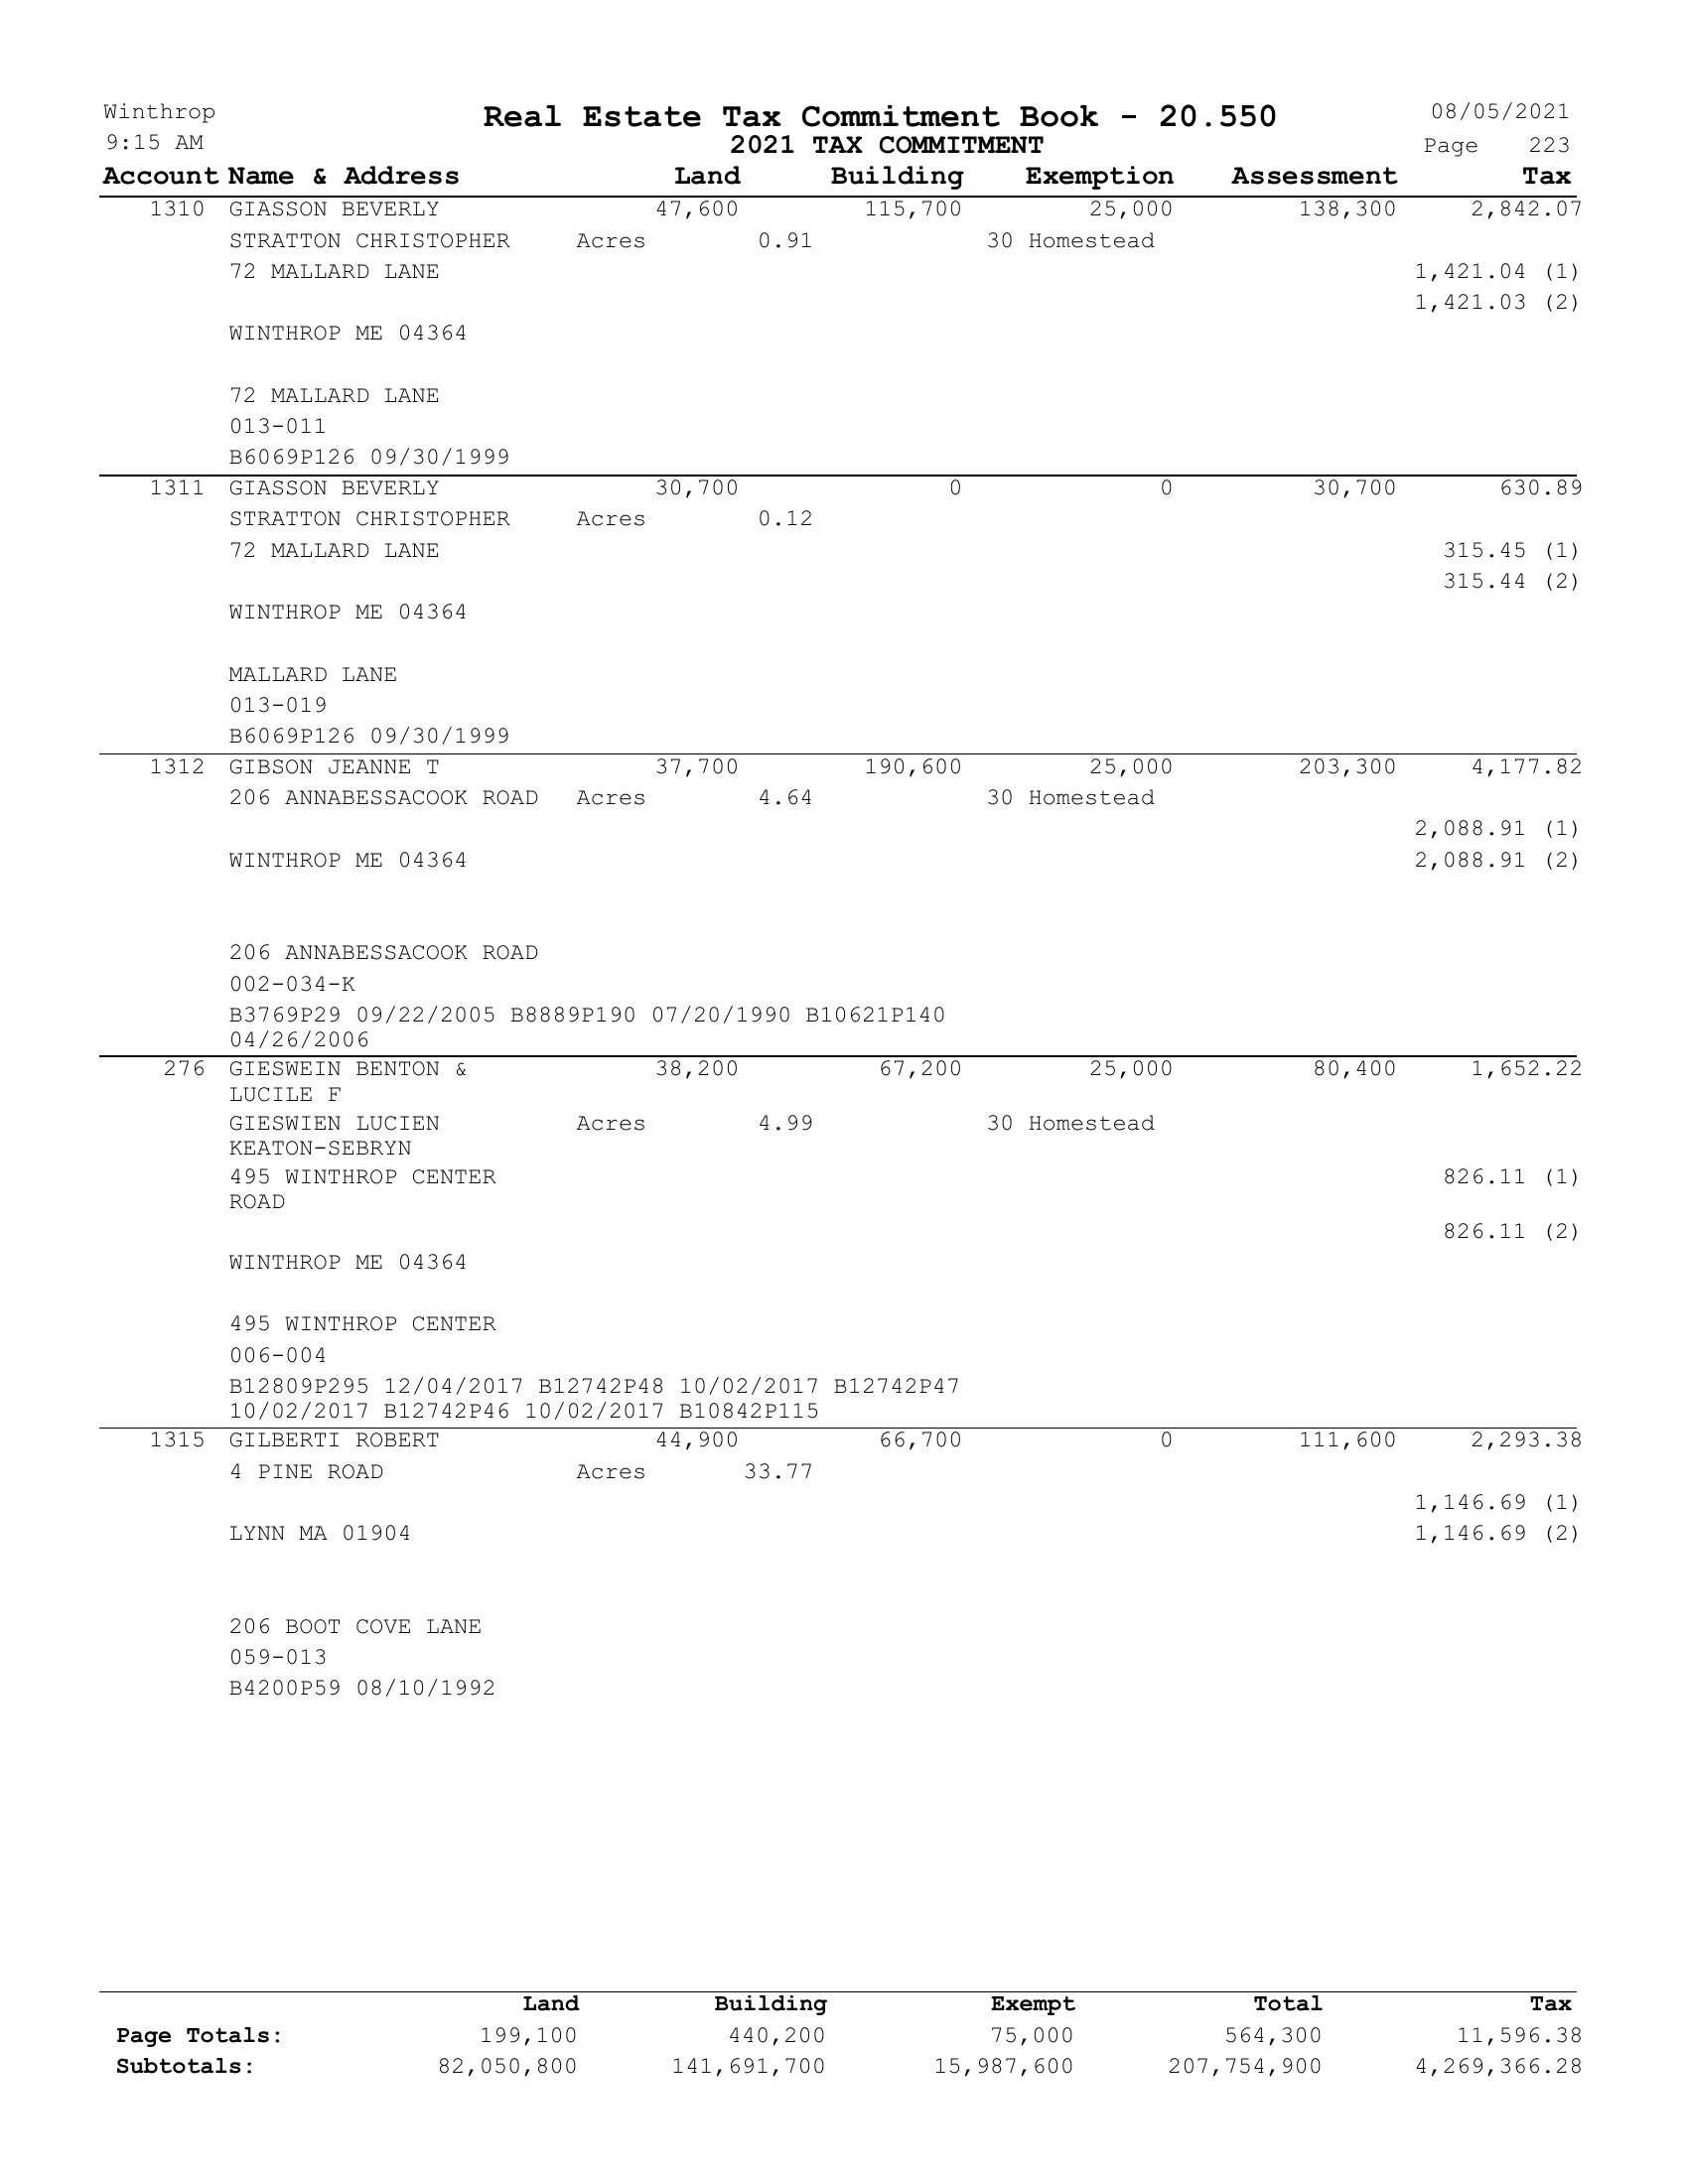 Winthrop Real Estate Tax Commitment Book - 20.550 08/05/2021
9:15 AM 2021 TAX COMMITMENT Page 223
Account Name & Address Land Building Exemption Assessment Tax
1310 GIASSON BEVERLY 47,600 115,700 25,000 138,300 2,842.07
STRATTON CHRISTOPHER Acres 0.91 30 Homestead
72 MALLARD LANE 1,421.04 (1)
1,421.03 (2)
WINTHROP ME 04364
72 MALLARD LANE
013-011
B6069P126 09/30/1999
1311 GIASSON BEVERLY 30,700 0 0 30,700 630.89
STRATTON CHRISTOPHER Acres 0.12
72 MALLARD LANE 315.45 (1)
315.44 (2)
WINTHROP ME 04364
MALLARD LANE
013-019
B6069P126 09/30/1999
1312 GIBSON JEANNE T 37,700 190,600 25,000 203,300 4,177.82
206 ANNABESSACOOK ROAD Acres 4.64 30 Homestead
2,088.91 (1)
WINTHROP ME 04364 2,088.91 (2)
206 ANNABESSACOOK ROAD
002-034-K
B3769P29 09/22/2005 B8889P190 07/20/1990 B10621P140
04/26/2006
276 GIESWEIN BENTON & 38,200 67,200 25,000 80,400 1,652.22
LUCILE F
GIESWIEN LUCIEN Acres 4.99 30 Homestead
KEATON-SEBRYN
495 WINTHROP CENTER 826.11 (1)
ROAD
826.11 (2)
WINTHROP ME 04364
495 WINTHROP CENTER
006-004
B12809P295 12/04/2017 B12742P48 10/02/2017 B12742P47
10/02/2017 B12742P46 10/02/2017 B10842P115
1315 GILBERTI ROBERT 44,900 66,700 0 111,600 2,293.38
4 PINE ROAD Acres 33.77
1,146.69 (1)
LYNN MA 01904 1,146.69 (2)
206 BOOT COVE LANE
059-013
B4200P59 08/10/1992
Land Building Exempt Total Tax
Page Totals: 199,100 440,200 75,000 564,300 11,596.38
Subtotals: 82,050,800 141,691,700 15,987,600 207,754,900 4,269,366.28